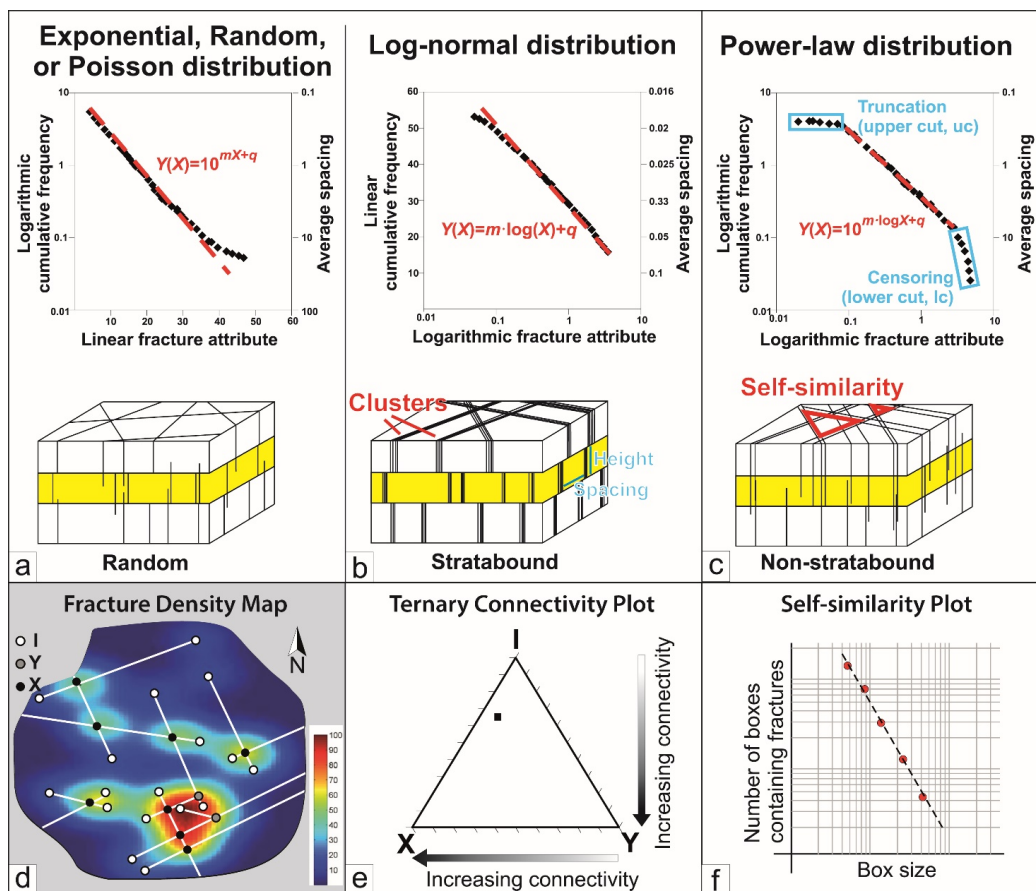 Exponential, Random,
or Poisson distribution
10
0.1
Logarithmic
cumulative frequency
Y(X)=10^mX+q
Average spacing
1
1
0.1
10
0.01
100
10 20 30 40 50 60
Linear fracture attribute
a
Random
Log-normal distribution
60
0.016
50
0.018
Linear
cumulative frequency
40
0.025
Average spacing
30
0.33
Y(X)=m·log(X)+q
20
0.05
10
0.1
0.01 0.1 1 10
Logarithmic fracture attribute
Clusters
Height
Spacing
b
Stratabound
Power-law distribution
10
0.1
Truncation
(upper cut, uc)
Logarithmic
cumulative frequency
1
1
Average spacing
Y(X)=10^m·logX+q
0.1
10
Censoring
(lower cut, lc)
0.01
0.01 0.1 1 10
Logarithmic fracture attribute
Self-similarity
c
Non-stratabound
Fracture Density Map
I
Y
X
N
100
90
80
70
60
50
40
30
20
10
d
Ternary Connectivity Plot
I
Increasing connectivity
X
Y
Increasing connectivity
e
Self-similarity Plot
Number of boxes
containing fractures
Box size
f